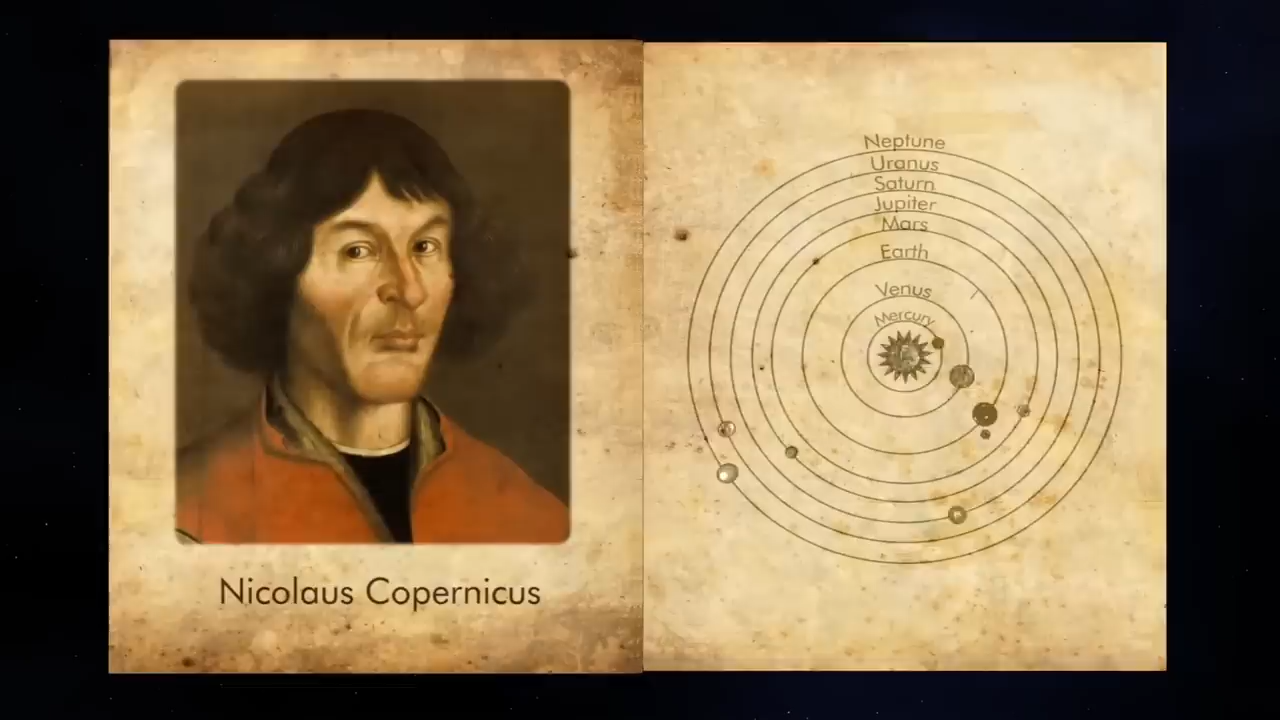 Nicolaus Copernicus
Neptune
Uranus
Saturn
Jupiter
Mars
Earth
Venus
Mercury